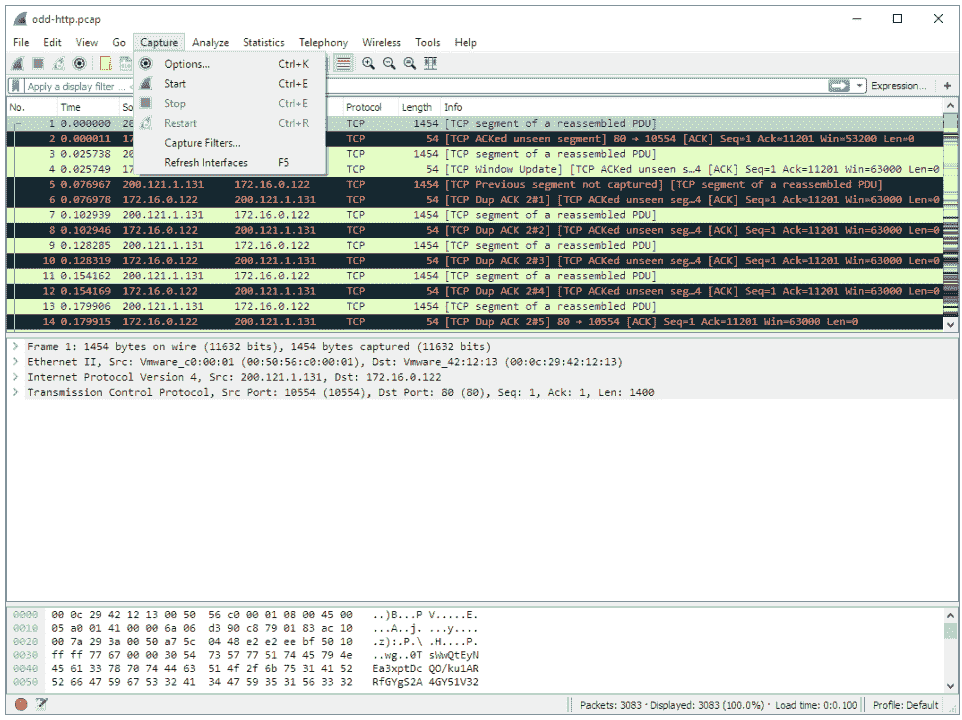 odd-http.pcap
File Edit View Go Capture Analyze Statistics Telephony Wireless Tools Help
Options... Ctrl+K
Start Ctrl+E
Stop Ctrl+E
Restart Ctrl+R
Capture Filters...
Refresh Interfaces F5
Apply a display filter ... Expression... +
No. Time So Protocol Length Info
1 0.000000 20 TCP 1454 [TCP segment of a reassembled PDU]
2 0.000011 17 TCP 54 [TCP ACKed unseen segment] 80 → 10554 [ACK] Seq=1 Ack=11201 Win=53200 Len=0
3 0.025738 20 TCP 1454 [TCP segment of a reassembled PDU]
4 0.025749 17 TCP 54 [TCP Window Update] [TCP ACKed unseen s…4 [ACK] Seq=1 Ack=11201 Win=63000 Len=0
5 0.076967 200.121.1.131 172.16.0.122 TCP 1454 [TCP Previous segment not captured] [TCP segment of a reassembled PDU]
6 0.076978 172.16.0.122 200.121.1.131 TCP 54 [TCP Dup ACK 2#1] [TCP ACKed unseen seg…4 [ACK] Seq=1 Ack=11201 Win=63000 Len=0
7 0.102939 200.121.1.131 172.16.0.122 TCP 1454 [TCP segment of a reassembled PDU]
8 0.102946 172.16.0.122 200.121.1.131 TCP 54 [TCP Dup ACK 2#2] [TCP ACKed unseen seg…4 [ACK] Seq=1 Ack=11201 Win=63000 Len=0
9 0.128285 200.121.1.131 172.16.0.122 TCP 1454 [TCP segment of a reassembled PDU]
10 0.128319 172.16.0.122 200.121.1.131 TCP 54 [TCP Dup ACK 2#3] [TCP ACKed unseen seg…4 [ACK] Seq=1 Ack=11201 Win=63000 Len=0
11 0.154162 200.121.1.131 172.16.0.122 TCP 1454 [TCP segment of a reassembled PDU]
12 0.154169 172.16.0.122 200.121.1.131 TCP 54 [TCP Dup ACK 2#4] [TCP ACKed unseen seg…4 [ACK] Seq=1 Ack=11201 Win=63000 Len=0
13 0.179906 200.121.1.131 172.16.0.122 TCP 1454 [TCP segment of a reassembled PDU]
14 0.179915 172.16.0.122 200.121.1.131 TCP 54 [TCP Dup ACK 2#5] 80 → 10554 [ACK] Seq=1 Ack=11201 Win=63000 Len=0
Frame 1: 1454 bytes on wire (11632 bits), 1454 bytes captured (11632 bits)
Ethernet II, Src: Vmware_c0:00:01 (00:50:56:c0:00:01), Dst: Vmware_42:12:13 (00:0c:29:42:12:13)
Internet Protocol Version 4, Src: 200.121.1.131, Dst: 172.16.0.122
Transmission Control Protocol, Src Port: 10554 (10554), Dst Port: 80 (80), Seq: 1, Ack: 1, Len: 1400
0000 00 0c 29 42 12 13 00 50 56 c0 00 01 08 00 45 00 ..)B...P V.....E.
0010 05 a0 01 41 00 00 6a 06 d3 90 c8 79 01 83 ac 10 ...A..j. ...y....
0020 00 7a 29 3a 00 50 a7 5c 04 48 e2 e2 ee bf 50 10 .z):.P.\ .H....P.
0030 ff ff 77 67 00 00 30 54 73 57 77 51 74 45 79 4e ..wg..0T sWwQtEyN
0040 45 61 33 78 70 74 44 63 51 4f 2f 6b 75 31 41 52 Ea3xptDc QO/ku1AR
0050 52 66 47 59 67 53 32 41 34 47 59 35 31 56 33 32 RfGYgS2A 4GY51V32
Packets: 3083 · Displayed: 3083 (100.0%) · Load time: 0:0.100 Profile: Default